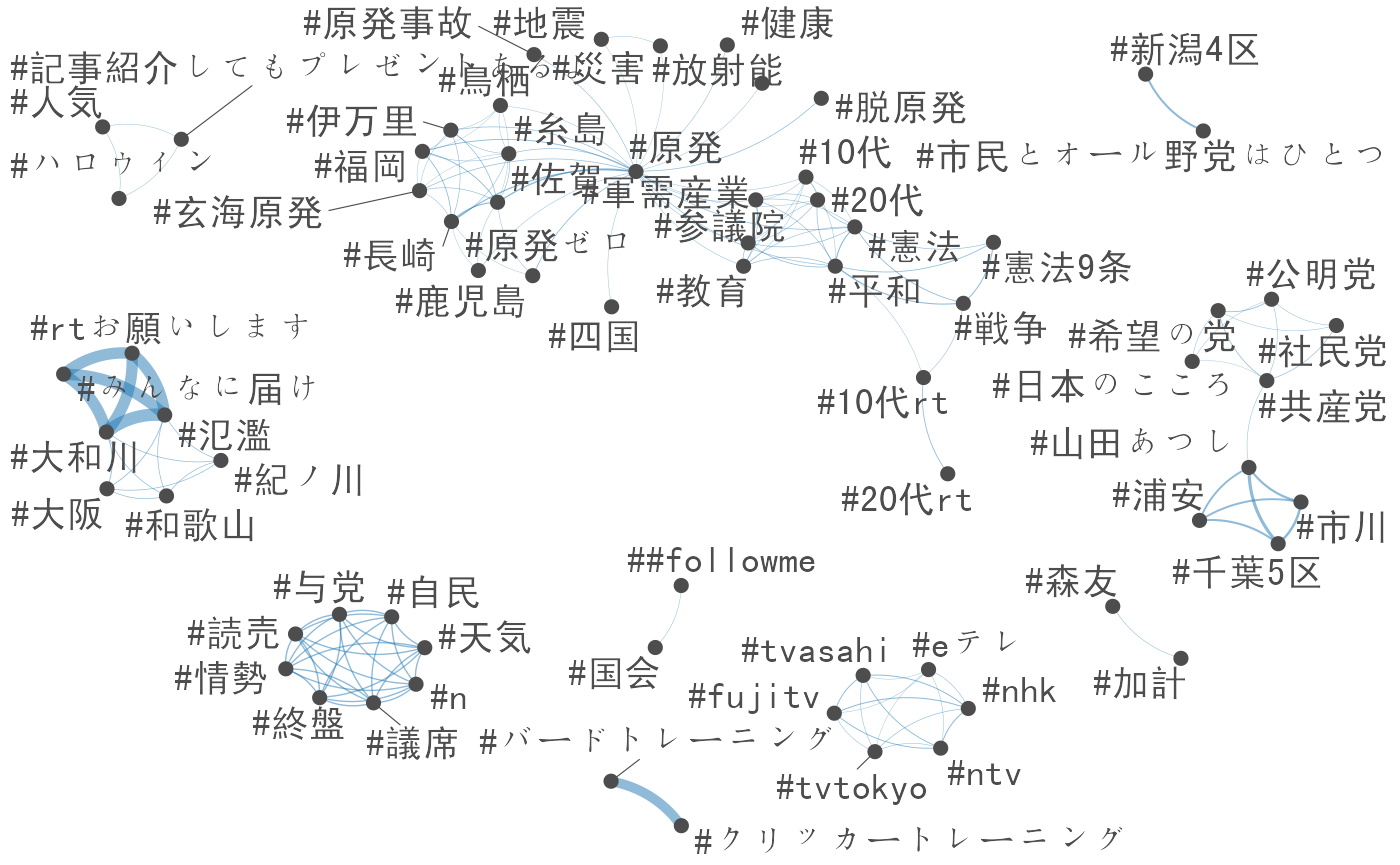 #原発事故
#地震
#健康
#新潟4区
#記事紹介してもプレゼントあるよ
#災害
#放射能
#鳥栖
#人気
#脱原発
#伊万里
#糸島
#原発
#10代
#市民とオール野党はひとつ
#ハロウィン
#福岡
#佐賀
#軍需産業
#20代
#玄海原発
#参議院
#長崎
#原発ゼロ
#憲法
#憲法9条
#公明党
#教育
#平和
#鹿児島
#rtお願いします
#四国
#戦争
#希望の党
#社民党
#みんなに届け
#日本のこころ
#10代rt
#共産党
#氾濫
#大和川
#山田あつし
#紀ノ川
#大阪
#和歌山
#20代rt
#浦安
#市川
#千葉5区
##followme
#与党
#自民
#森友
#読売
#天気
#tvasahi
#eテレ
#情勢
#国会
#fujitv
#nhk
#加計
#n
#終盤
#議席
#バードトレーニング
#tvtokyo
#ntv
#クリッカートレーニング